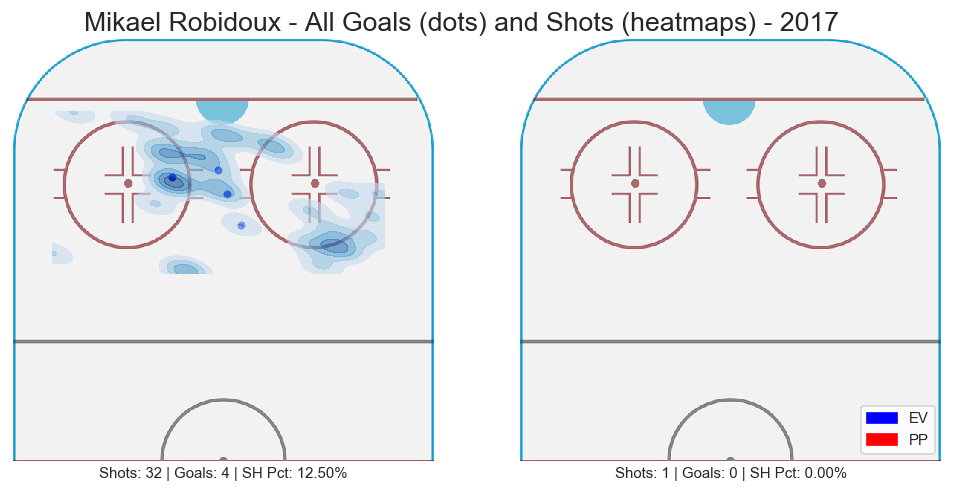 Mikael Robidoux - All Goals (dots) and Shots (heatmaps) - 2017
EV
PP
Shots: 32 | Goals: 4 | SH Pct: 12.50%
Shots: 1 | Goals: 0 | SH Pct: 0.00%